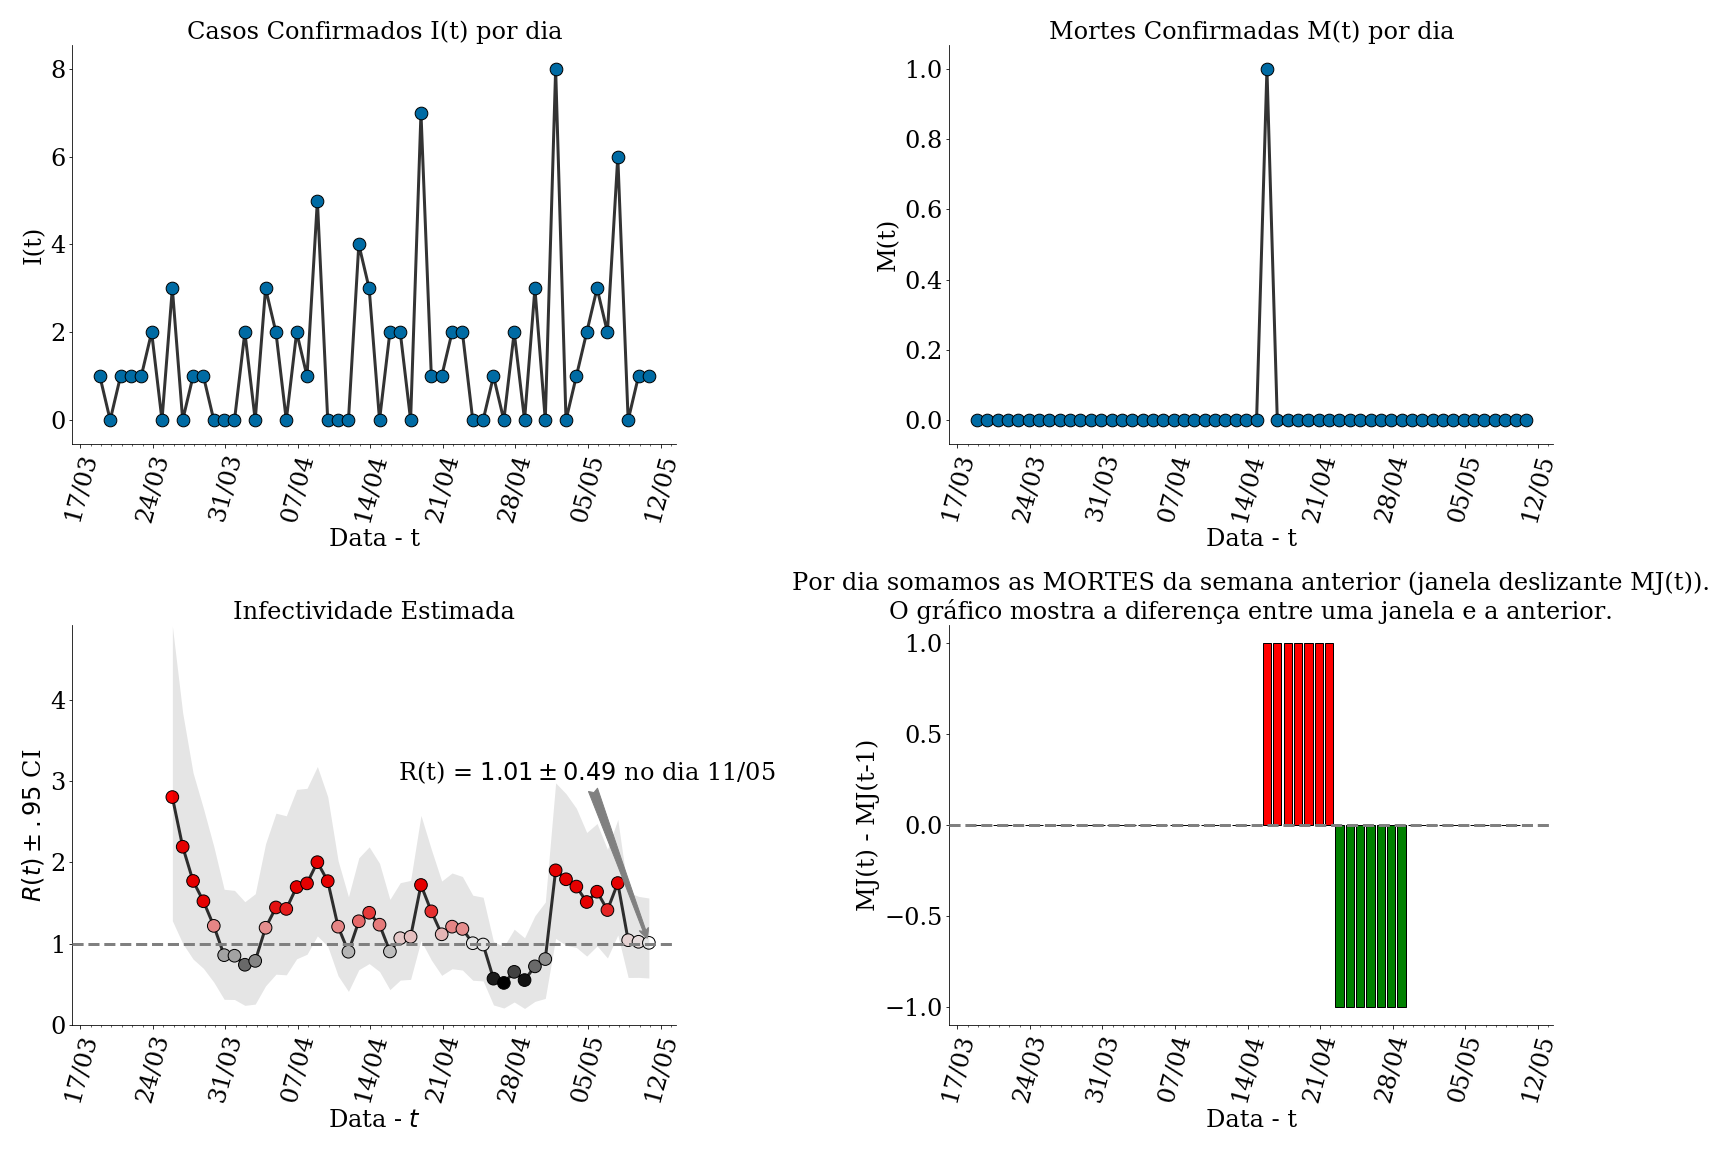 Casos Confirmados I(t) por dia
I(t)
8
6
4
2
0
17/03 24/03 31/03 07/04 14/04 21/04 28/04 05/05 12/05
Data - t
Mortes Confirmadas M(t) por dia
M(t)
1.0
0.8
0.6
0.4
0.2
0.0
17/03 24/03 31/03 07/04 14/04 21/04 28/04 05/05 12/05
Data - t
Infectividade Estimada
R(t) ± .95 CI
4
3
2
1
0
R(t) = 1.01 ± 0.49 no dia 11/05
17/03 24/03 31/03 07/04 14/04 21/04 28/04 05/05 12/05
Data - t
Por dia somamos as MORTES da semana anterior (janela deslizante MJ(t)).
O gráfico mostra a diferença entre uma janela e a anterior.
MJ(t) - MJ(t-1)
1.0
0.5
0.0
−0.5
−1.0
17/03 24/03 31/03 07/04 14/04 21/04 28/04 05/05 12/05
Data - t